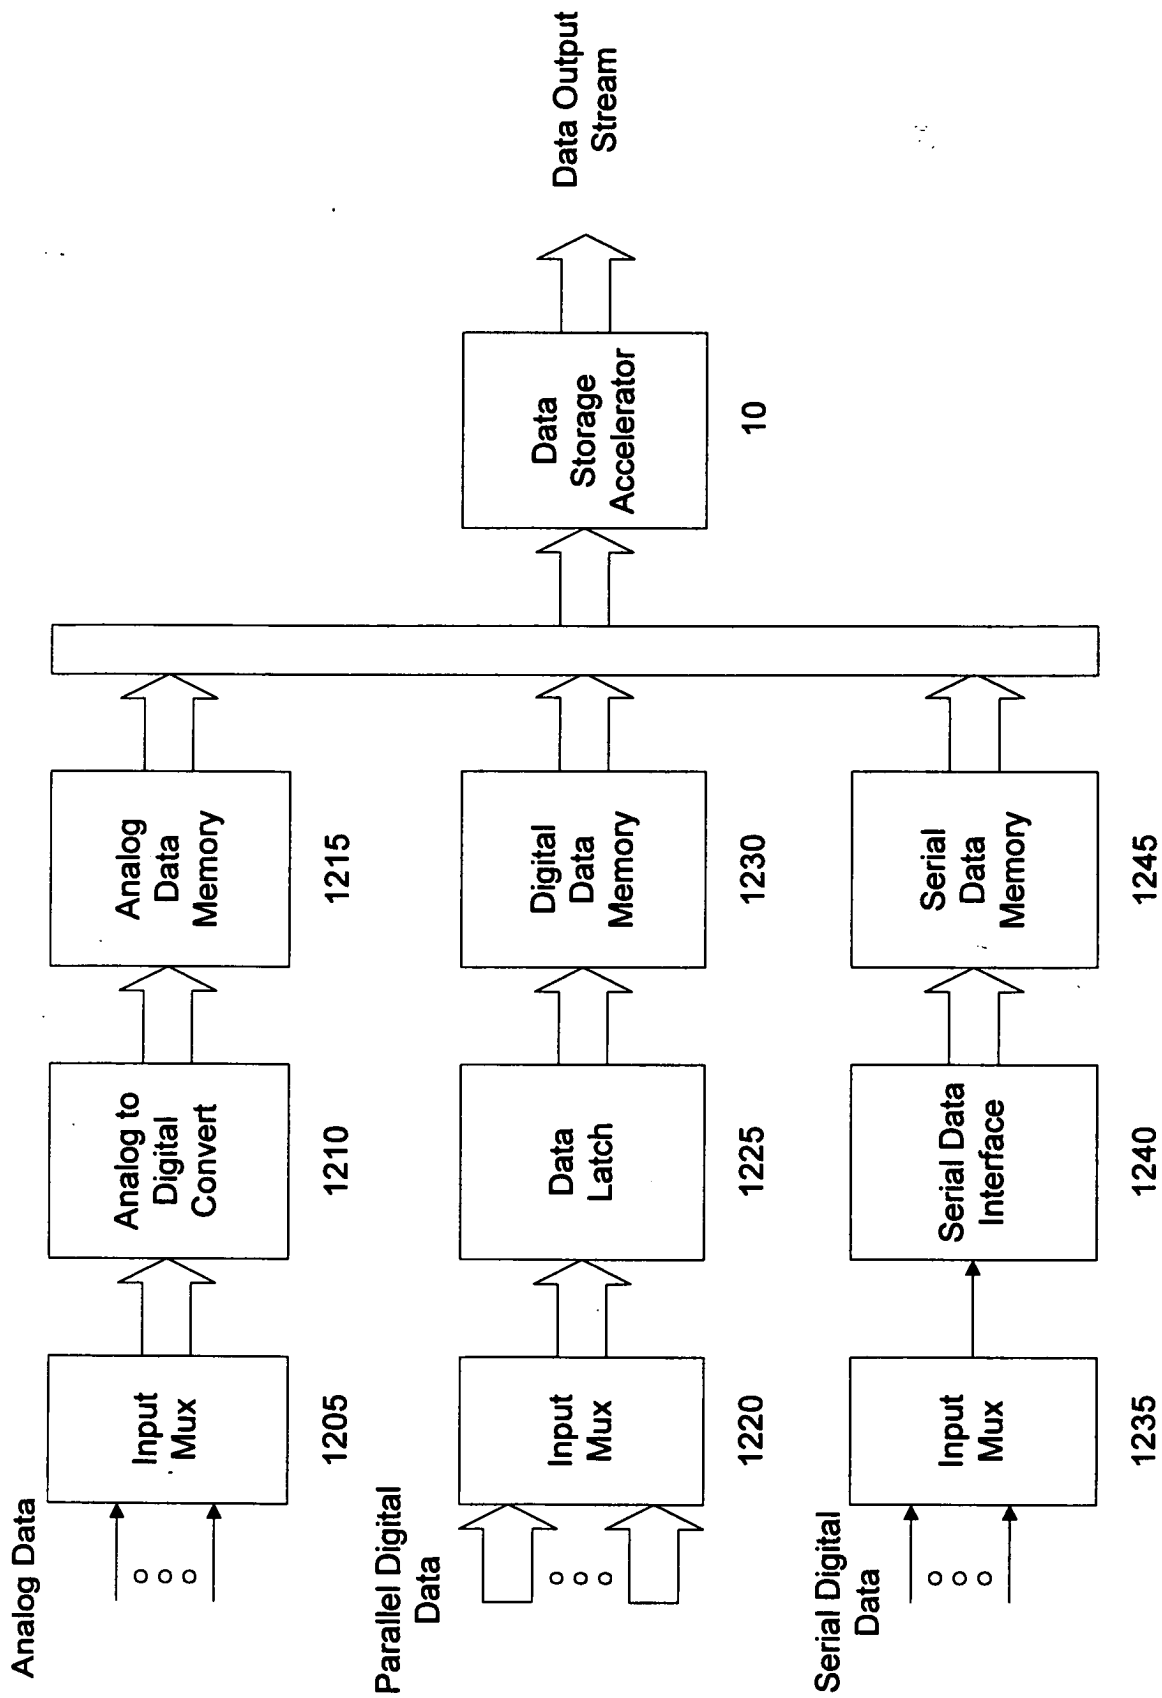 Analog Data
Input
Mux
1205
Analog to
Digital
Convert
1210
Analog
Data
Memory
1215
Parallel Digital
Data
Input
Mux
1220
Data
Latch
1225
Digital
Data
Memory
1230
Serial Digital
Data
Input
Mux
1235
Serial Data
Interface
1240
Serial
Data
Memory
1245
Data
Storage
Accelerator
10
Data Output
Stream